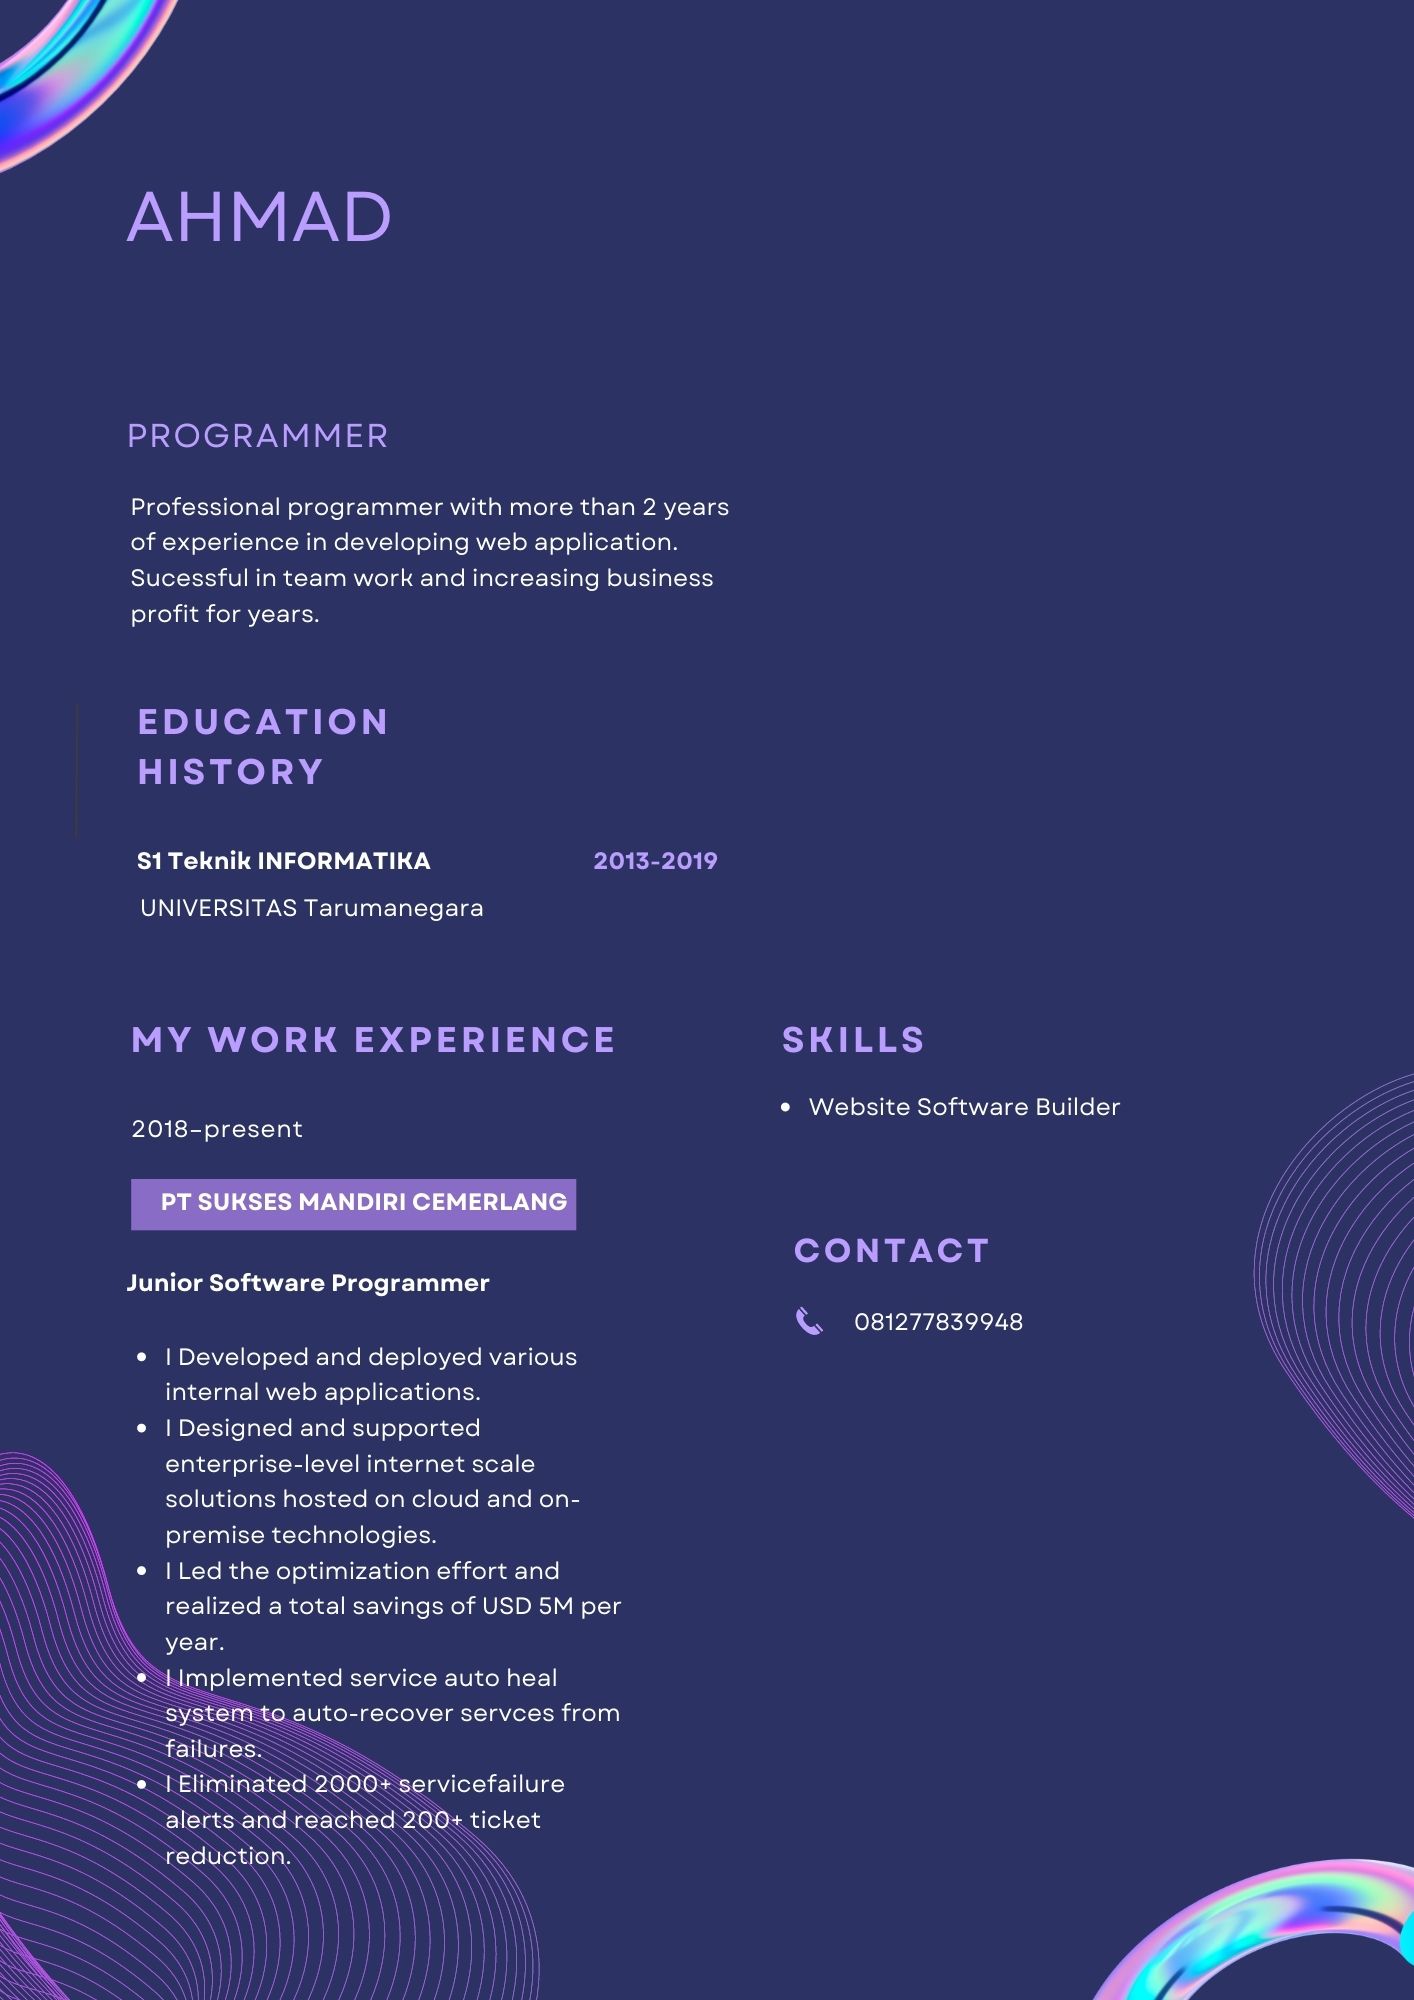 AHMAD
PROGRAMMER
Professional programmer with more than 2 years
of experience in developing web application.
Sucessful in team work and increasing business
profit for years.
EDUCATION
HISTORY
S1 Teknik INFORMATIKA 2013-2019
UNIVERSITAS Tarumanegara
MY WORK EXPERIENCE
2018–present
PT SUKSES MANDIRI CEMERLANG
Junior Software Programmer
• I Developed and deployed various
internal web applications.
• I Designed and supported
enterprise-level internet scale
solutions hosted on cloud and on-
premise technologies.
• I Led the optimization effort and
realized a total savings of USD 5M per
year.
• I Implemented service auto heal
system to auto-recover servces from
failures.
• I Eliminated 2000+ servicefailure
alerts and reached 200+ ticket
reduction.
SKILLS
• Website Software Builder
CONTACT
081277839948